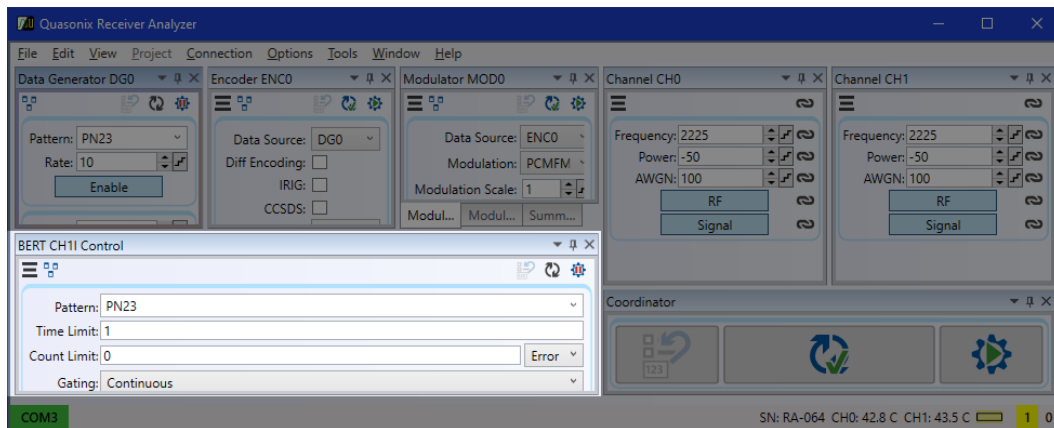 Quasonix Receiver Analyzer
File Edit View Project Connection Options Tools Window Help
Data Generator DG0
Pattern: PN23
Rate: 10
Enable
Encoder ENC0
Data Source: DG0
Diff Encoding:
IRIG:
CCSDS:
Modulator MOD0
Data Source: ENC0
Modulation: PCMFM
Modulation Scale: 1
Modul... Modul... Summ...
Channel CH0
Frequency: 2225
Power: -50
AWGN: 100
RF
Signal
Channel CH1
Frequency: 2225
Power: -50
AWGN: 100
RF
Signal
BERT CH1I Control
Pattern: PN23
Time Limit: 1
Count Limit: 0 Error
Gating: Continuous
Coordinator
123
COM3 SN: RA-064 CH0: 42.8 C CH1: 43.5 C 1 0